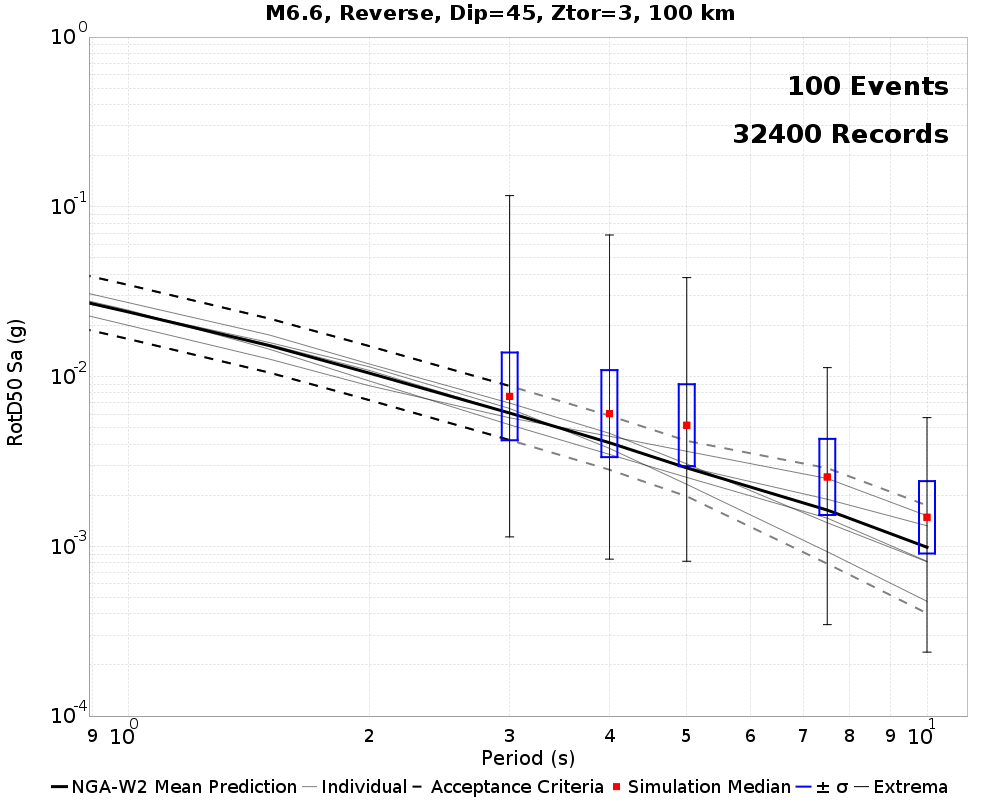 M6.6, Reverse, Dip=45, Ztor=3, 100 km
100 Events
32400 Records
RotD50 Sa (g)
10^0
10^-1
10^-2
10^-3
10^-4
9 10^0 2 3 4 5 6 7 8 9 10^1
Period (s)
NGA-W2 Mean Prediction Individual Acceptance Criteria Simulation Median ± σ Extrema